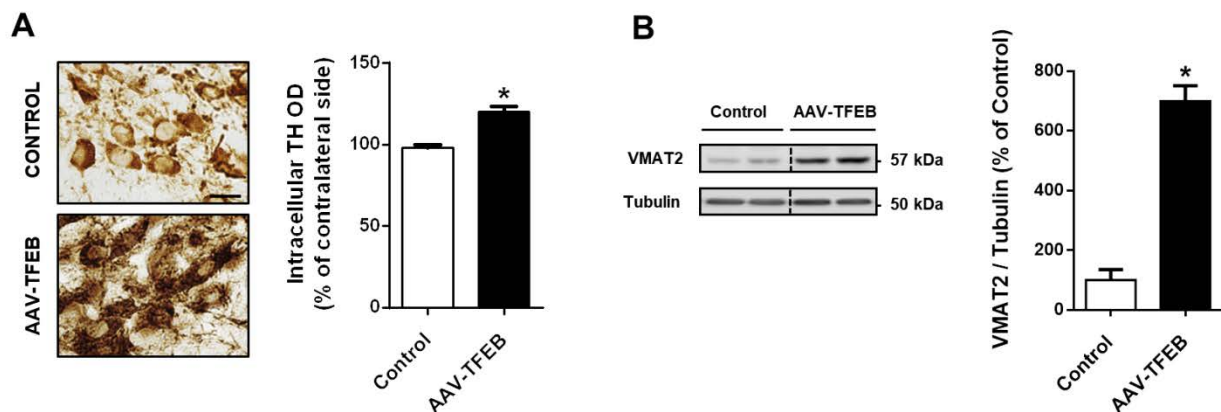 A
CONTROL
AAV-TFEB
Intracellular TH OD
(% of contralateral side)
150
100
50
0
*
Control
AAV-TFEB
B
Control
AAV-TFEB
VMAT2
- 57 kDa
Tubulin
- 50 kDa
VMAT2 / Tubulin (% of Control)
800
600
400
200
0
*
Control
AAV-TFEB